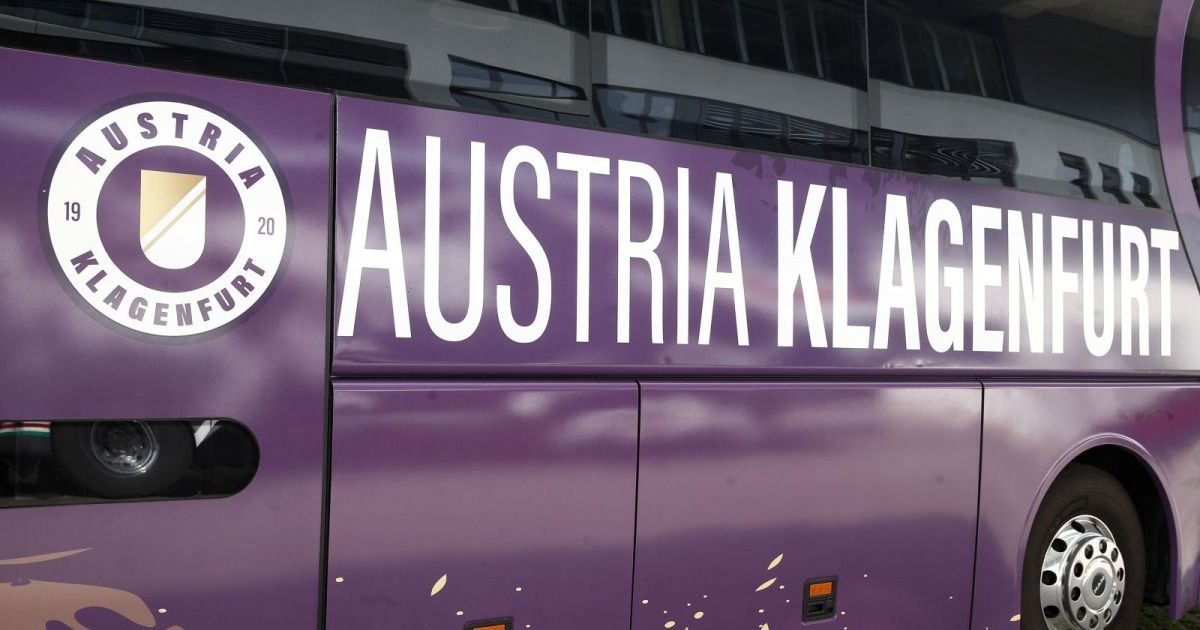 AUSTRIA
19 20
KLAGENFURT
AUSTRIA KLAGENFURT